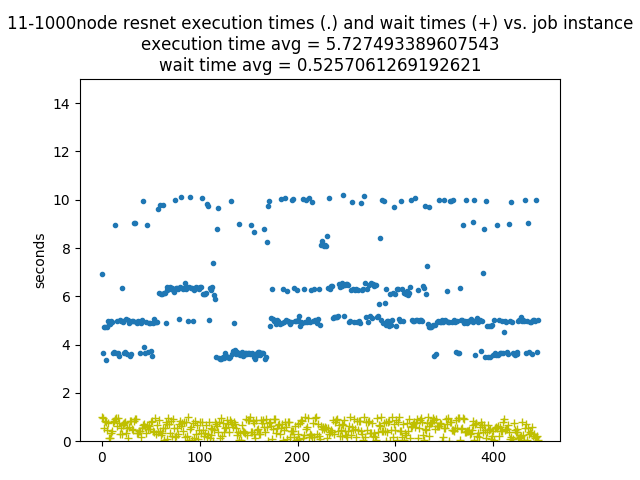 11-1000node resnet execution times (.) and wait times (+) vs. job instance
execution time avg = 5.727493389607543
wait time avg = 0.5257061269192621
14
12
10
8
6
4
2
0
seconds
0 100 200 300 400